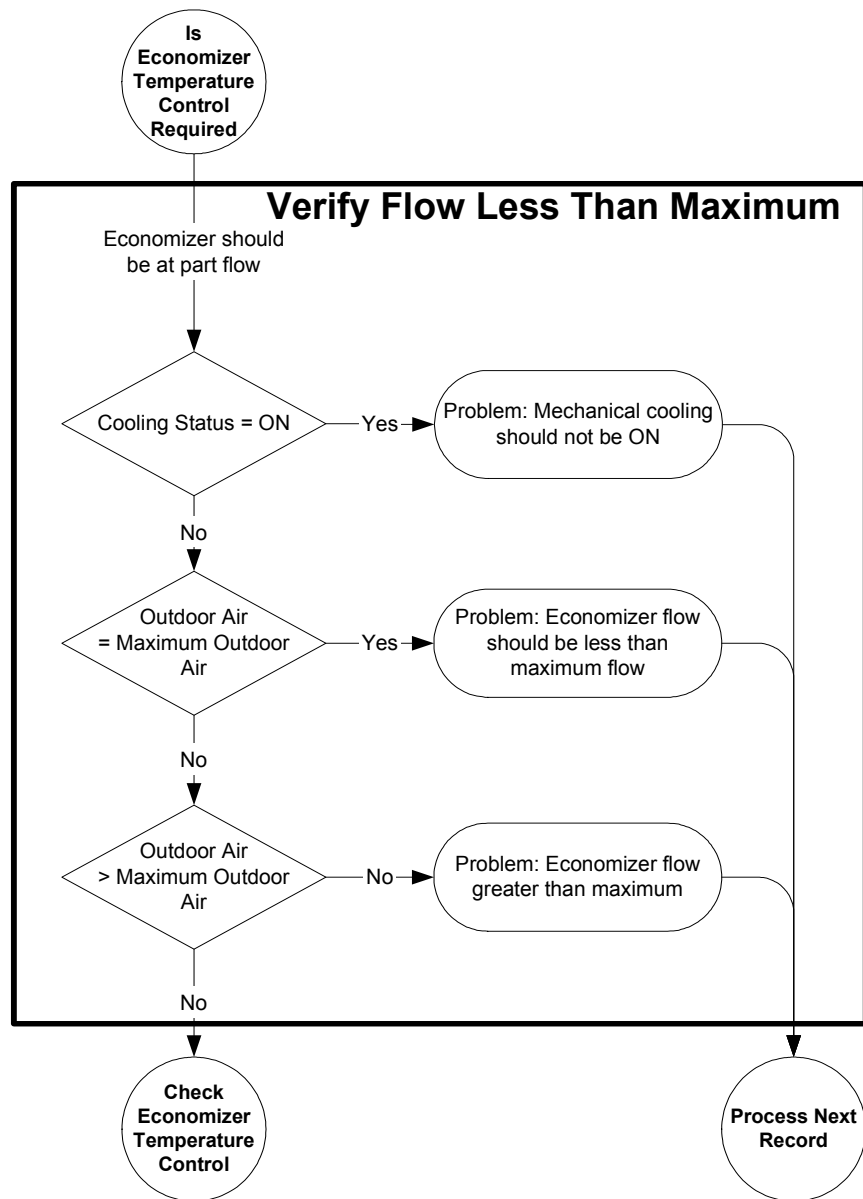 Is
Economizer
Temperature
Control
Required
Verify Flow Less Than Maximum
Economizer should
be at part flow
Cooling Status = ON
Yes
Problem: Mechanical cooling
should not be ON
No
Outdoor Air
= Maximum Outdoor
Air
Yes
Problem: Economizer flow
should be less than
maximum flow
No
Outdoor Air
> Maximum Outdoor
Air
No
Problem: Economizer flow
greater than maximum
No
Check
Economizer
Temperature
Control
Process Next
Record